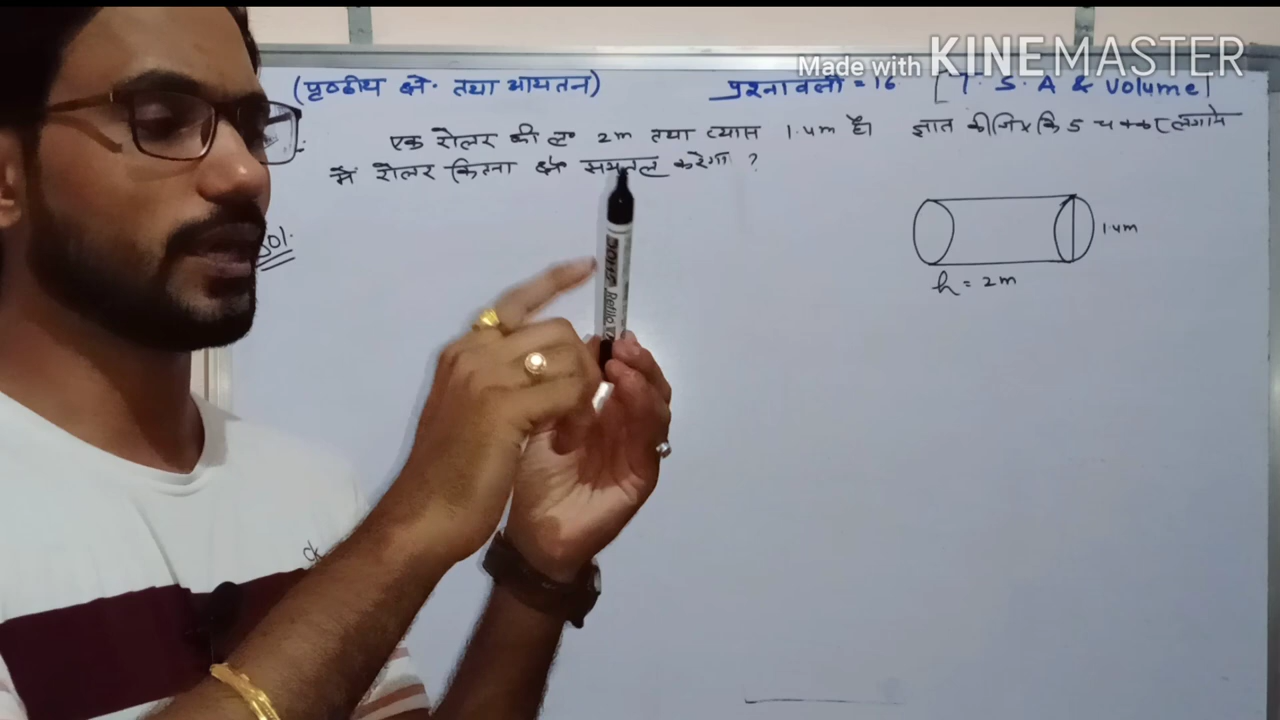 Made with KINEMASTER
(पृष्ठीय क्षे॰ तथा आयतन) प्रश्नावली = 16 [T. S. A & Volume]
एक रोलर की ल॰ 2m तथा व्यास 1.4m है। ज्ञात कीजिए कि 5 चक्कर लगाने
में रोलर कितना क्षे॰ समतल करेगा ?
Sol.
1.4m
h = 2m